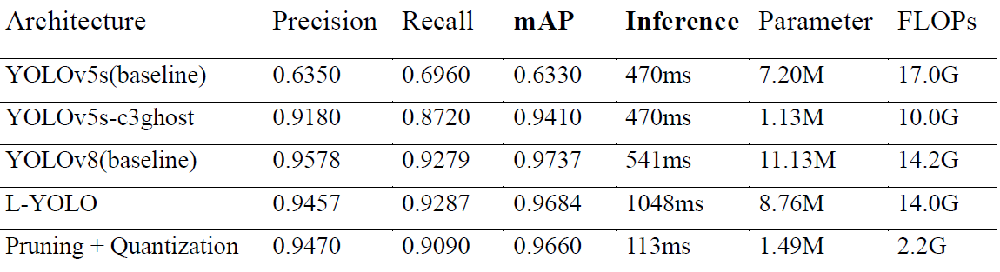 Architecture Precision Recall mAP Inference Parameter FLOPs
YOLOv5s(baseline) 0.6350 0.6960 0.6330 470ms 7.20M 17.0G
YOLOv5s-c3ghost 0.9180 0.8720 0.9410 470ms 1.13M 10.0G
YOLOv8(baseline) 0.9578 0.9279 0.9737 541ms 11.13M 14.2G
L-YOLO 0.9457 0.9287 0.9684 1048ms 8.76M 14.0G
Pruning + Quantization 0.9470 0.9090 0.9660 113ms 1.49M 2.2G